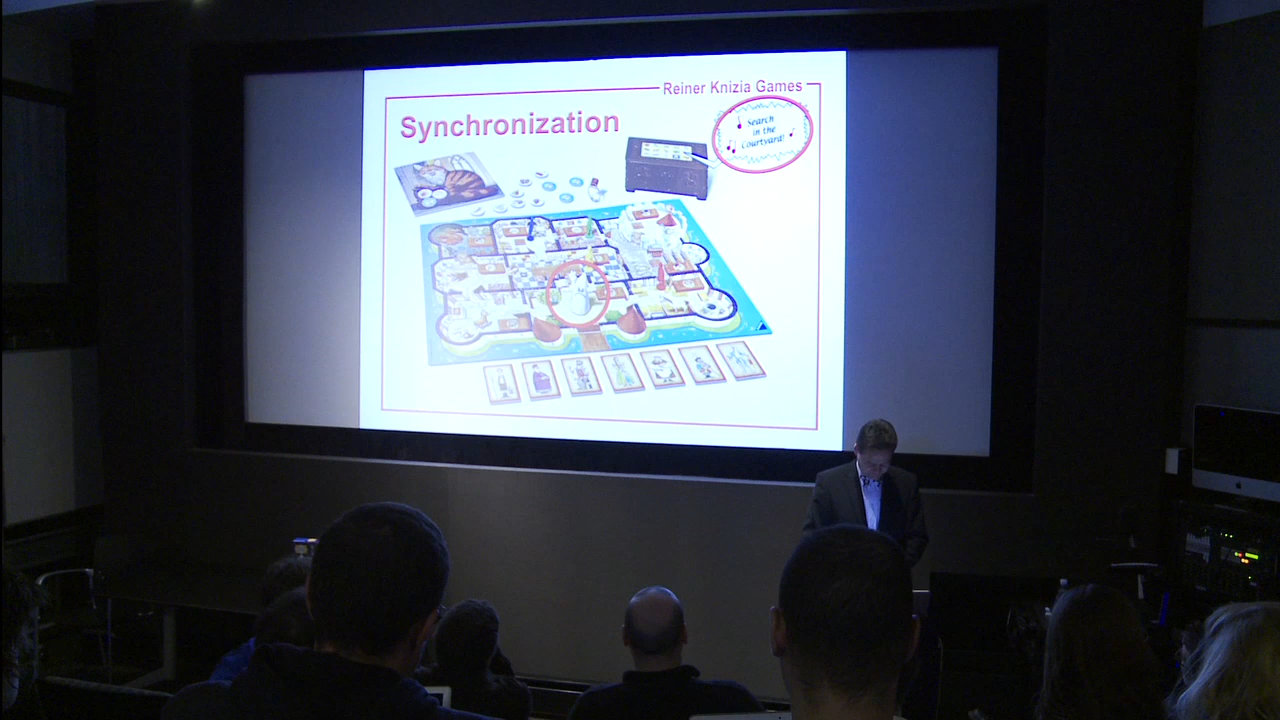 Reiner Knizia Games
Synchronization
Search
in the
Courtyard!